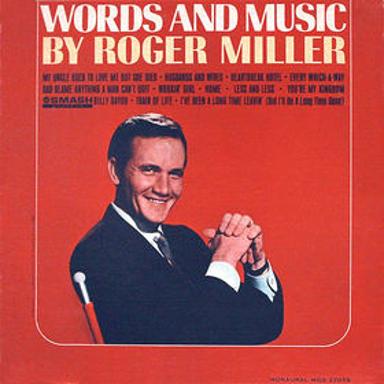 WORDS AND MUSIC
BY ROGER MILLER
MY UNCLE USED TO LOVE ME BUT SHE DIED • HUSBANDS AND WIVES • HEARTBREAK HOTEL • EVERY WHICH-A-WAY
DAD BLAME ANYTHING A MAN CAN'T QUIT • WORKIN' GIRL • HOME • LESS AND LESS • YOU'RE MY KINGDOM
SMASH BILLY BAYOU • TRAIN OF LIFE • I'VE BEEN A LONG TIME LEAVIN' (But I'll Be A Long Time Gone)
MONAURAL MGS 27075